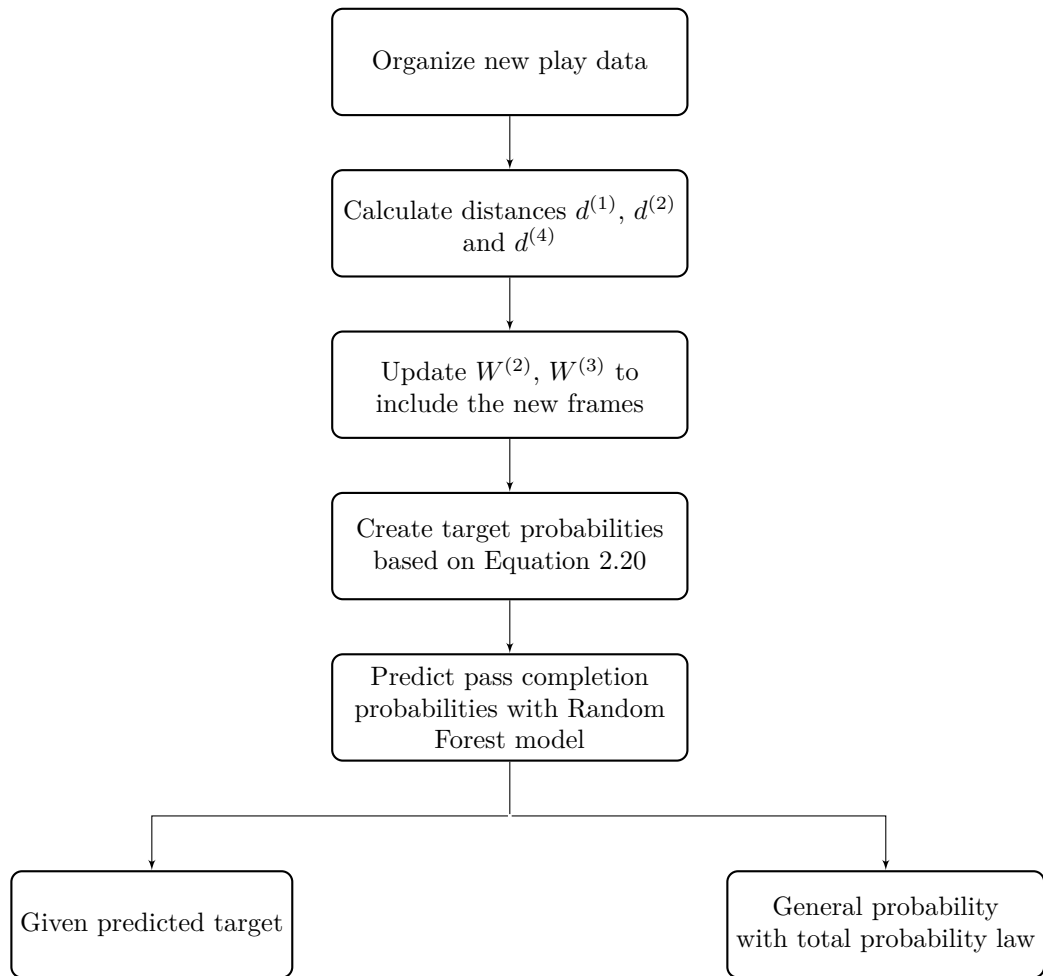 Organize new play data
Calculate distances $d^{(1)}$, $d^{(2)}$
and $d^{(4)}$
Update $W^{(2)}$, $W^{(3)}$ to
include the new frames
Create target probabilities
based on Equation 2.20
Predict pass completion
probabilities with Random
Forest model
Given predicted target
General probability
with total probability law